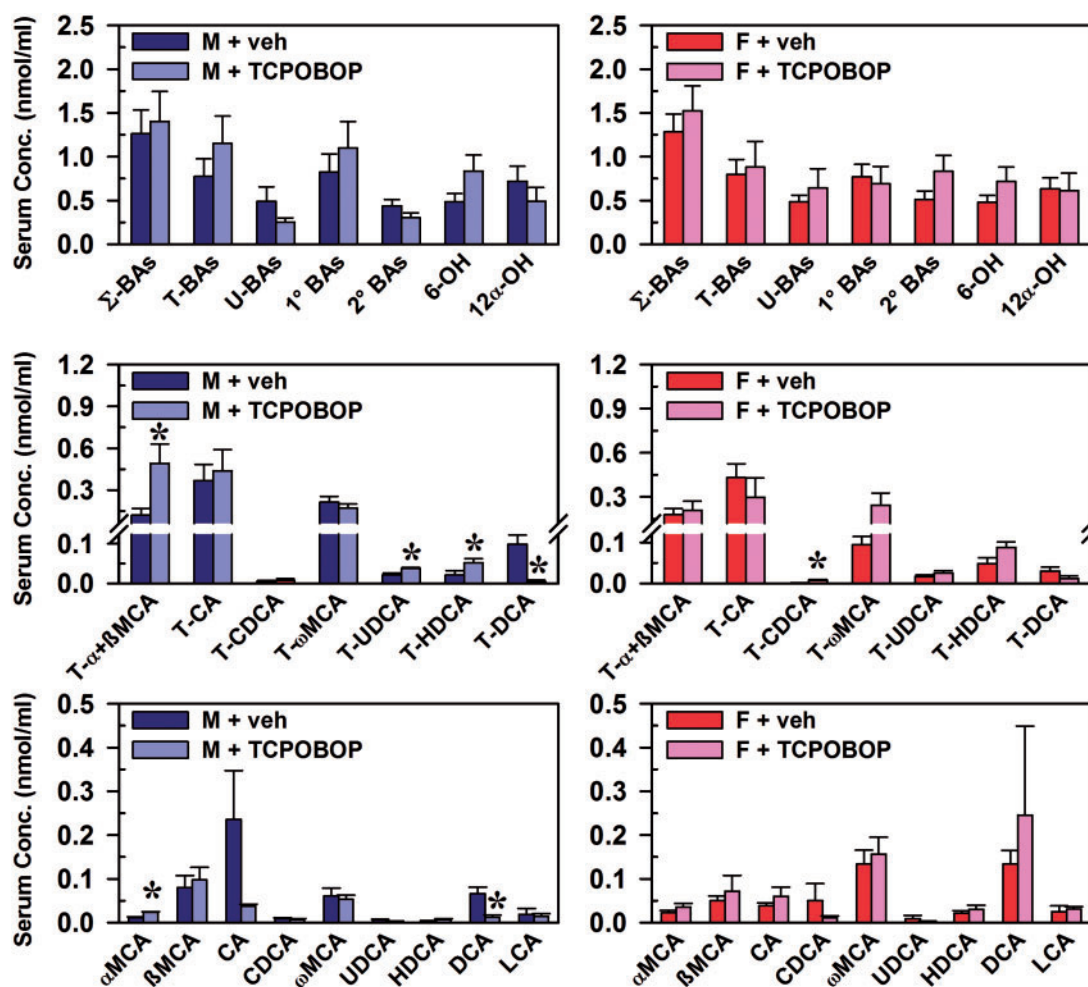 Serum Conc. (nmol/ml)
2.5
2.0
1.5
1.0
0.5
0.0
M + veh
M + TCPOBOP
Σ-BAs
T-BAs
U-BAs
1° BAs
2° BAs
6-OH
12α-OH
2.5
2.0
1.5
1.0
0.5
0.0
F + veh
F + TCPOBOP
Σ-BAs
T-BAs
U-BAs
1° BAs
2° BAs
6-OH
12α-OH
Serum Conc. (nmol/ml)
1.2
0.9
0.6
0.3
0.1
0.0
M + veh
M + TCPOBOP
*
*
*
*
T-α+ßMCA
T-CA
T-CDCA
T-ωMCA
T-UDCA
T-HDCA
T-DCA
1.2
0.9
0.6
0.3
0.1
0.0
F + veh
F + TCPOBOP
*
T-α+ßMCA
T-CA
T-CDCA
T-ωMCA
T-UDCA
T-HDCA
T-DCA
Serum Conc. (nmol/ml)
0.5
0.4
0.3
0.2
0.1
0.0
M + veh
M + TCPOBOP
*
*
αMCA
ßMCA
CA
CDCA
ωMCA
UDCA
HDCA
DCA
LCA
0.5
0.4
0.3
0.2
0.1
0.0
F + veh
F + TCPOBOP
αMCA
ßMCA
CA
CDCA
ωMCA
UDCA
HDCA
DCA
LCA